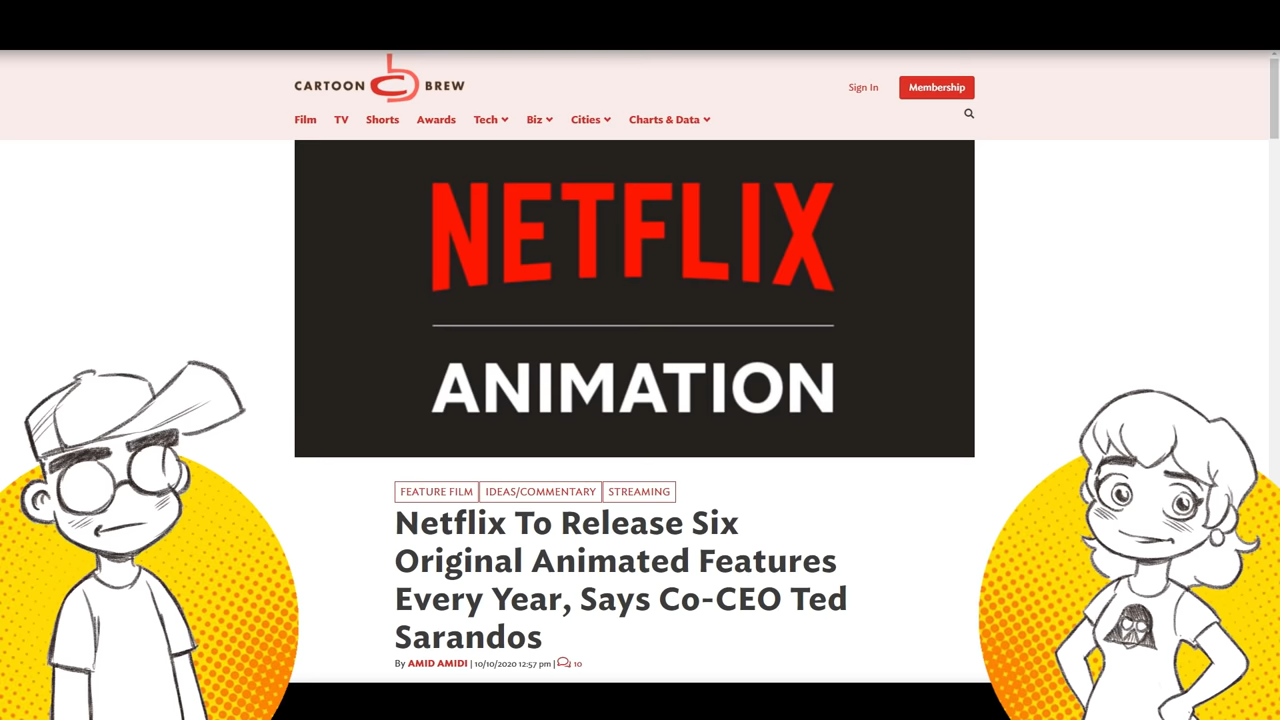 CARTOON BREW
Sign In
Membership
Film TV Shorts Awards Tech Biz Cities Charts & Data
NETFLIX
ANIMATION
FEATURE FILM IDEAS/COMMENTARY STREAMING
Netflix To Release Six
Original Animated Features
Every Year, Says Co-CEO Ted
Sarandos
By AMID AMIDI | 10/10/2020 12:57 pm | 10